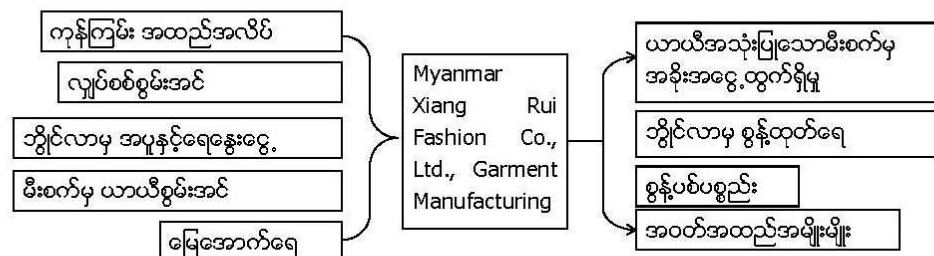 ကုန်ကြမ်း အထည်အလိပ်
လျှပ်စစ်စွမ်းအင်
ဘွိုင်လာမှ အပူနှင့်ရေနွေးငွေ့
မီးစက်မှ ယာယီစွမ်းအင်
မြေအောက်ရေ
Myanmar
Xiang Rui
Fashion Co.,
Ltd., Garment
Manufacturing
ယာယီအသုံးပြုသောမီးစက်မှ
အခိုးအငွေ့ ထွက်ရှိမှု
ဘွိုင်လာမှ စွန့်ထုတ်ရေ
စွန့်ပစ်ပစ္စည်း
အဝတ်အထည်အမျိုးမျိုး